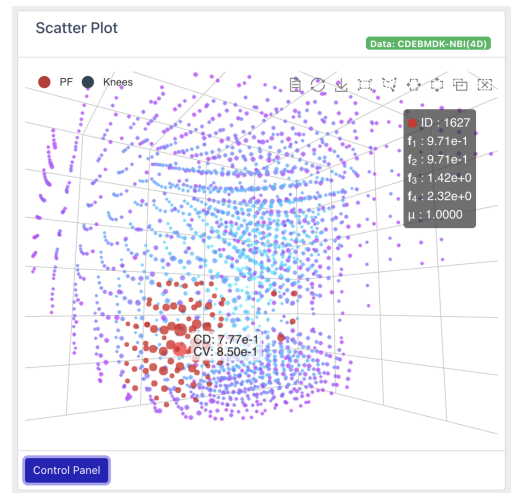 Scatter Plot
Data: CDEBMDK-NBI(4D)
PF Knees
ID : 1627
f₁ : 9.71e-1
f₂ : 9.71e-1
f₃ : 1.42e+0
f₄ : 2.32e+0
μ : 1.0000
CD: 7.77e-1
CV: 8.50e-1
Control Panel